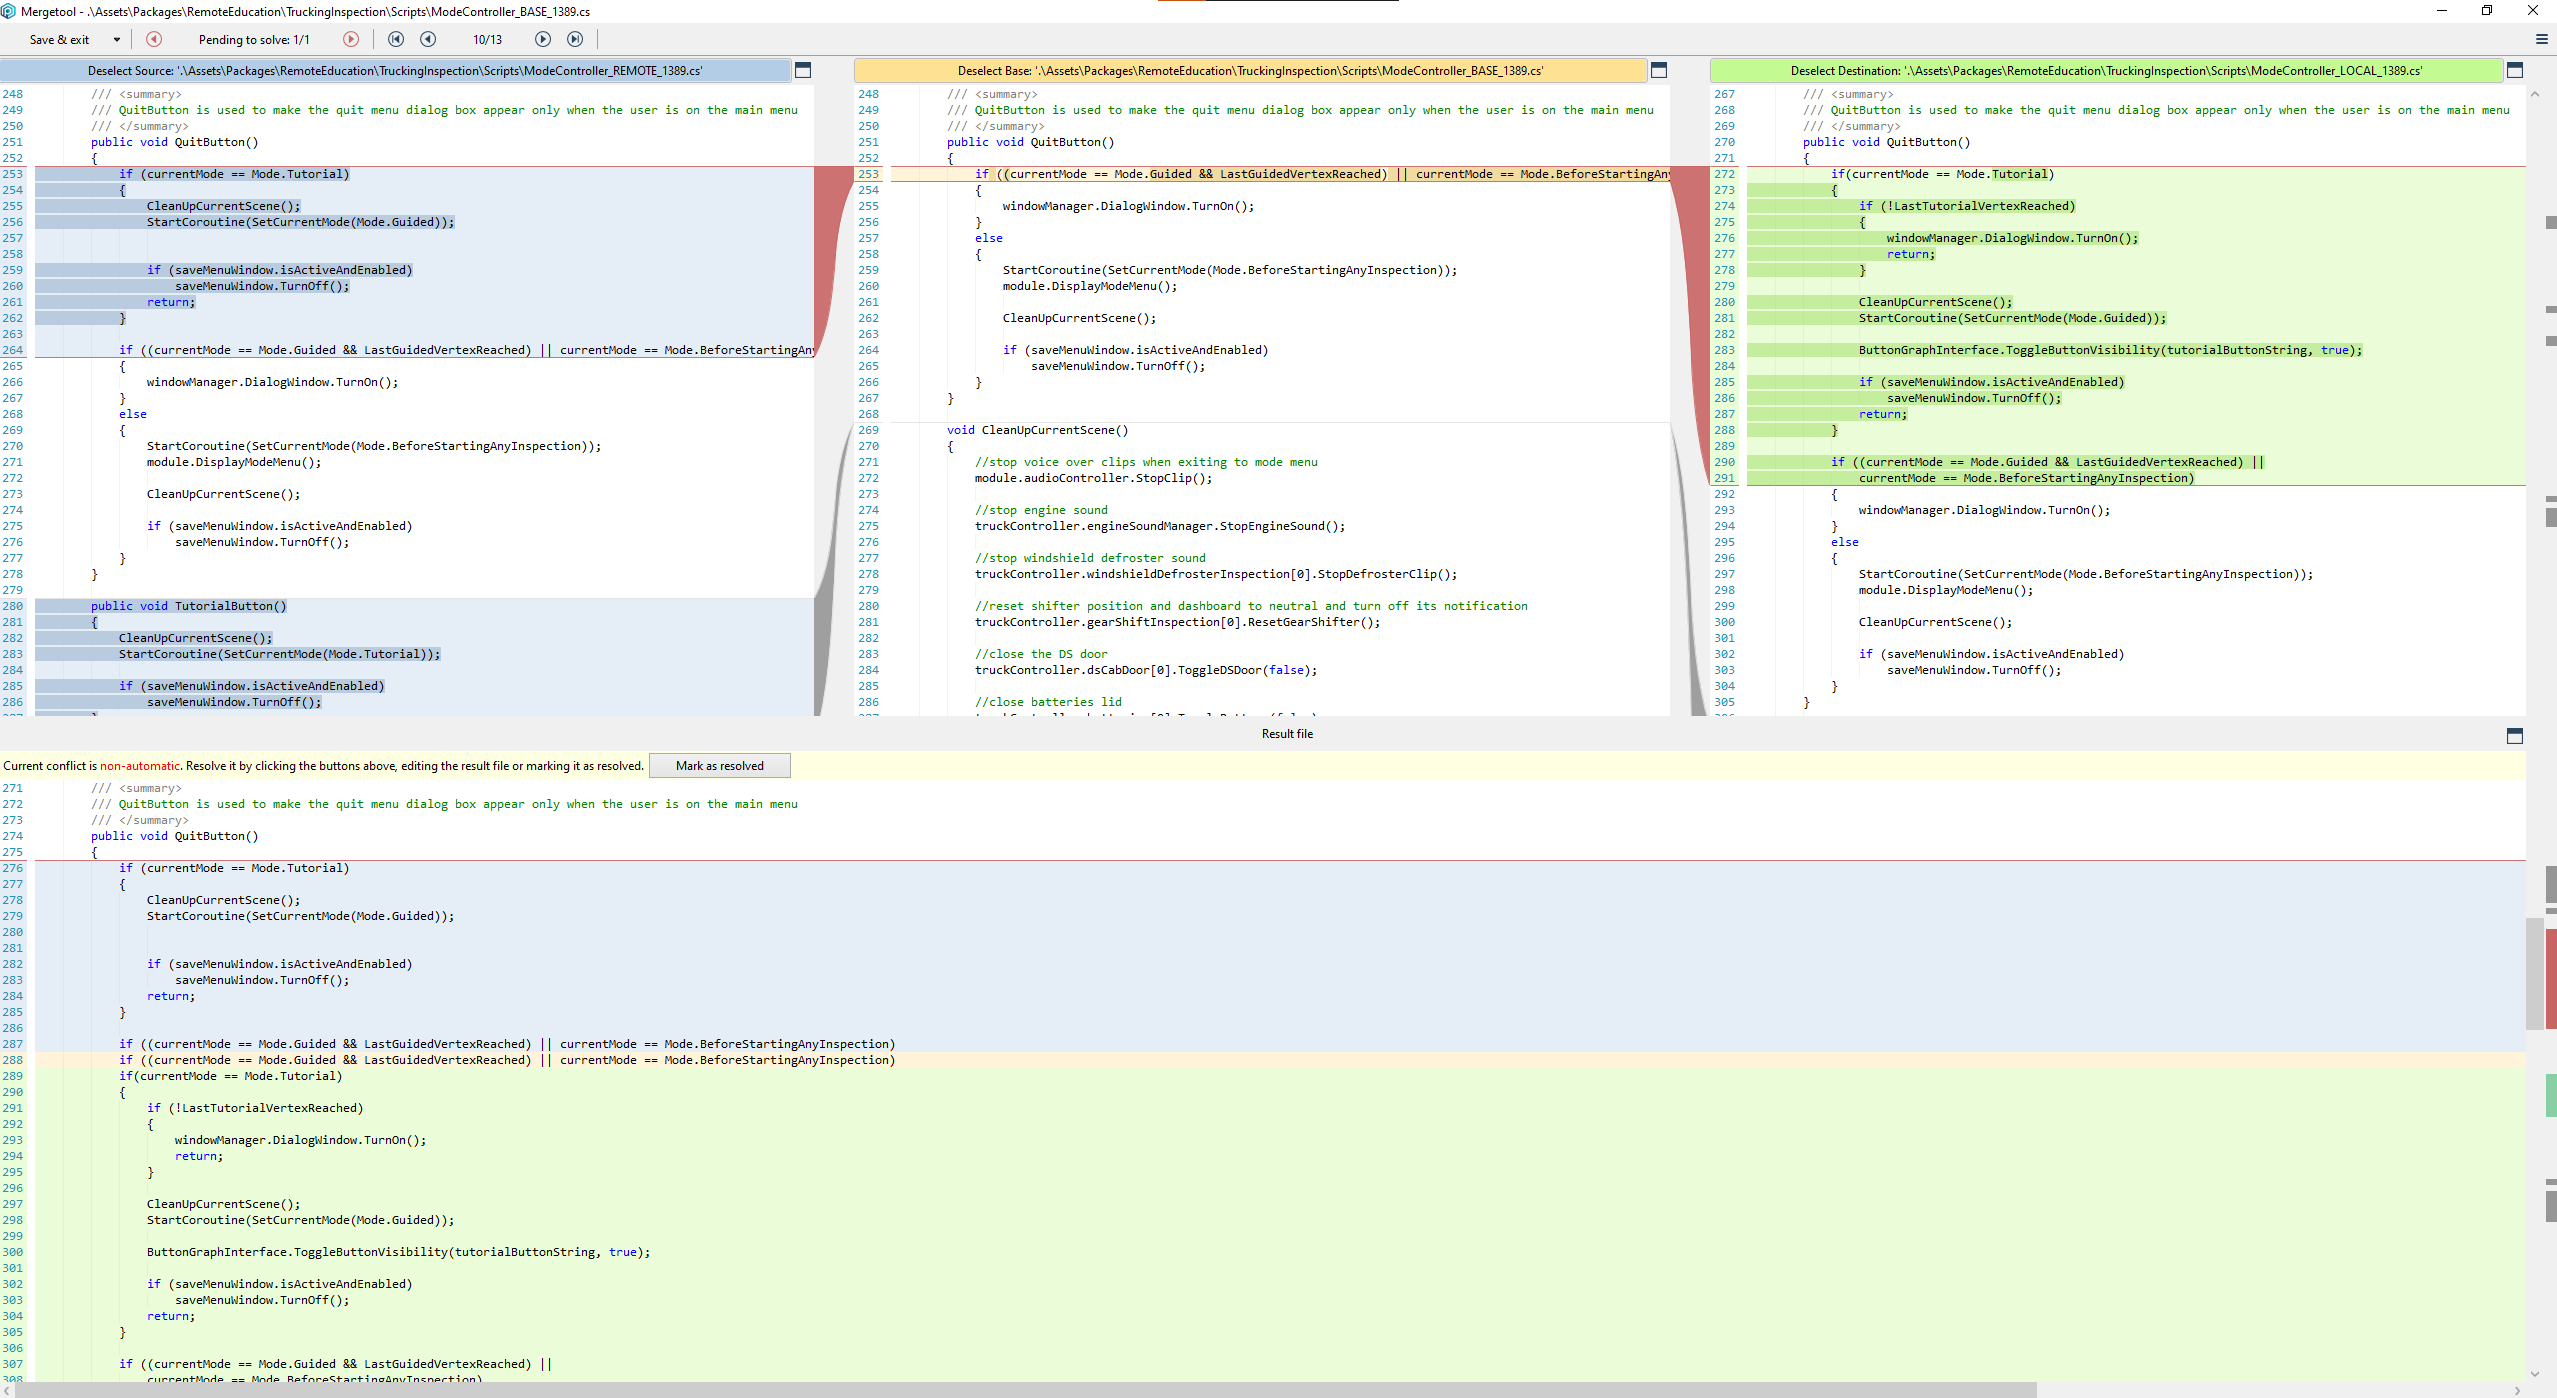 Mergetool - .\Assets\Packages\RemoteEducation\TruckingInspection\Scripts\ModeController_BASE_1389.cs
Save & exit
Pending to solve: 1/1
10/13
Deselect Source: '.\Assets\Packages\RemoteEducation\TruckingInspection\Scripts\ModeController_REMOTE_1389.cs'
248 /// <summary>
249 /// QuitButton is used to make the quit menu dialog box appear only when the user is on the main menu
250 /// </summary>
251 public void QuitButton()
252 {
253 if (currentMode == Mode.Tutorial)
254 {
255 CleanUpCurrentScene();
256 StartCoroutine(SetCurrentMode(Mode.Guided));
257
258
259 if (saveMenuWindow.isActiveAndEnabled)
260 saveMenuWindow.TurnOff();
261 return;
262 }
263
264 if ((currentMode == Mode.Guided && LastGuidedVertexReached) || currentMode == Mode.BeforeStartingAn
265 {
266 windowManager.DialogWindow.TurnOn();
267 }
268 else
269 {
270 StartCoroutine(SetCurrentMode(Mode.BeforeStartingAnyInspection));
271 module.DisplayModeMenu();
272
273 CleanUpCurrentScene();
274
275 if (saveMenuWindow.isActiveAndEnabled)
276 saveMenuWindow.TurnOff();
277 }
278 }
279
280 public void TutorialButton()
281 {
282 CleanUpCurrentScene();
283 StartCoroutine(SetCurrentMode(Mode.Tutorial));
284
285 if (saveMenuWindow.isActiveAndEnabled)
286 saveMenuWindow.TurnOff();
Deselect Base: '.\Assets\Packages\RemoteEducation\TruckingInspection\Scripts\ModeController_BASE_1389.cs'
248 /// <summary>
249 /// QuitButton is used to make the quit menu dialog box appear only when the user is on the main menu
250 /// </summary>
251 public void QuitButton()
252 {
253 if ((currentMode == Mode.Guided && LastGuidedVertexReached) || currentMode == Mode.BeforeStartingAn
254 {
255 windowManager.DialogWindow.TurnOn();
256 }
257 else
258 {
259 StartCoroutine(SetCurrentMode(Mode.BeforeStartingAnyInspection));
260 module.DisplayModeMenu();
261
262 CleanUpCurrentScene();
263
264 if (saveMenuWindow.isActiveAndEnabled)
265 saveMenuWindow.TurnOff();
266 }
267 }
268
269 void CleanUpCurrentScene()
270 {
271 //stop voice over clips when exiting to mode menu
272 module.audioController.StopClip();
273
274 //stop engine sound
275 truckController.engineSoundManager.StopEngineSound();
276
277 //stop windshield defroster sound
278 truckController.windshieldDefrosterInspection[0].StopDefrosterClip();
279
280 //reset shifter position and dashboard to neutral and turn off its notification
281 truckController.gearShiftInspection[0].ResetGearShifter();
282
283 //close the DS door
284 truckController.dsCabDoor[0].ToggleDSDoor(false);
285
286 //close batteries lid
Deselect Destination: '.\Assets\Packages\RemoteEducation\TruckingInspection\Scripts\ModeController_LOCAL_1389.cs'
267 /// <summary>
268 /// QuitButton is used to make the quit menu dialog box appear only when the user is on the main menu
269 /// </summary>
270 public void QuitButton()
271 {
272 if(currentMode == Mode.Tutorial)
273 {
274 if (!LastTutorialVertexReached)
275 {
276 windowManager.DialogWindow.TurnOn();
277 return;
278 }
279
280 CleanUpCurrentScene();
281 StartCoroutine(SetCurrentMode(Mode.Guided));
282
283 ButtonGraphInterface.ToggleButtonVisibility(tutorialButtonString, true);
284
285 if (saveMenuWindow.isActiveAndEnabled)
286 saveMenuWindow.TurnOff();
287 return;
288 }
289
290 if ((currentMode == Mode.Guided && LastGuidedVertexReached) ||
291 currentMode == Mode.BeforeStartingAnyInspection)
292 {
293 windowManager.DialogWindow.TurnOn();
294 }
295 else
296 {
297 StartCoroutine(SetCurrentMode(Mode.BeforeStartingAnyInspection));
298 module.DisplayModeMenu();
299
300 CleanUpCurrentScene();
301
302 if (saveMenuWindow.isActiveAndEnabled)
303 saveMenuWindow.TurnOff();
304 }
305 }
Result file
Current conflict is non-automatic. Resolve it by clicking the buttons above, editing the result file or marking it as resolved.
Mark as resolved
271 /// <summary>
272 /// QuitButton is used to make the quit menu dialog box appear only when the user is on the main menu
273 /// </summary>
274 public void QuitButton()
275 {
276 if (currentMode == Mode.Tutorial)
277 {
278 CleanUpCurrentScene();
279 StartCoroutine(SetCurrentMode(Mode.Guided));
280
281
282 if (saveMenuWindow.isActiveAndEnabled)
283 saveMenuWindow.TurnOff();
284 return;
285 }
286
287 if ((currentMode == Mode.Guided && LastGuidedVertexReached) || currentMode == Mode.BeforeStartingAnyInspection)
288 if ((currentMode == Mode.Guided && LastGuidedVertexReached) || currentMode == Mode.BeforeStartingAnyInspection)
289 if(currentMode == Mode.Tutorial)
290 {
291 if (!LastTutorialVertexReached)
292 {
293 windowManager.DialogWindow.TurnOn();
294 return;
295 }
296
297 CleanUpCurrentScene();
298 StartCoroutine(SetCurrentMode(Mode.Guided));
299
300 ButtonGraphInterface.ToggleButtonVisibility(tutorialButtonString, true);
301
302 if (saveMenuWindow.isActiveAndEnabled)
303 saveMenuWindow.TurnOff();
304 return;
305 }
306
307 if ((currentMode == Mode.Guided && LastGuidedVertexReached) ||
308 currentMode == Mode.BeforeStartingAnyInspection)